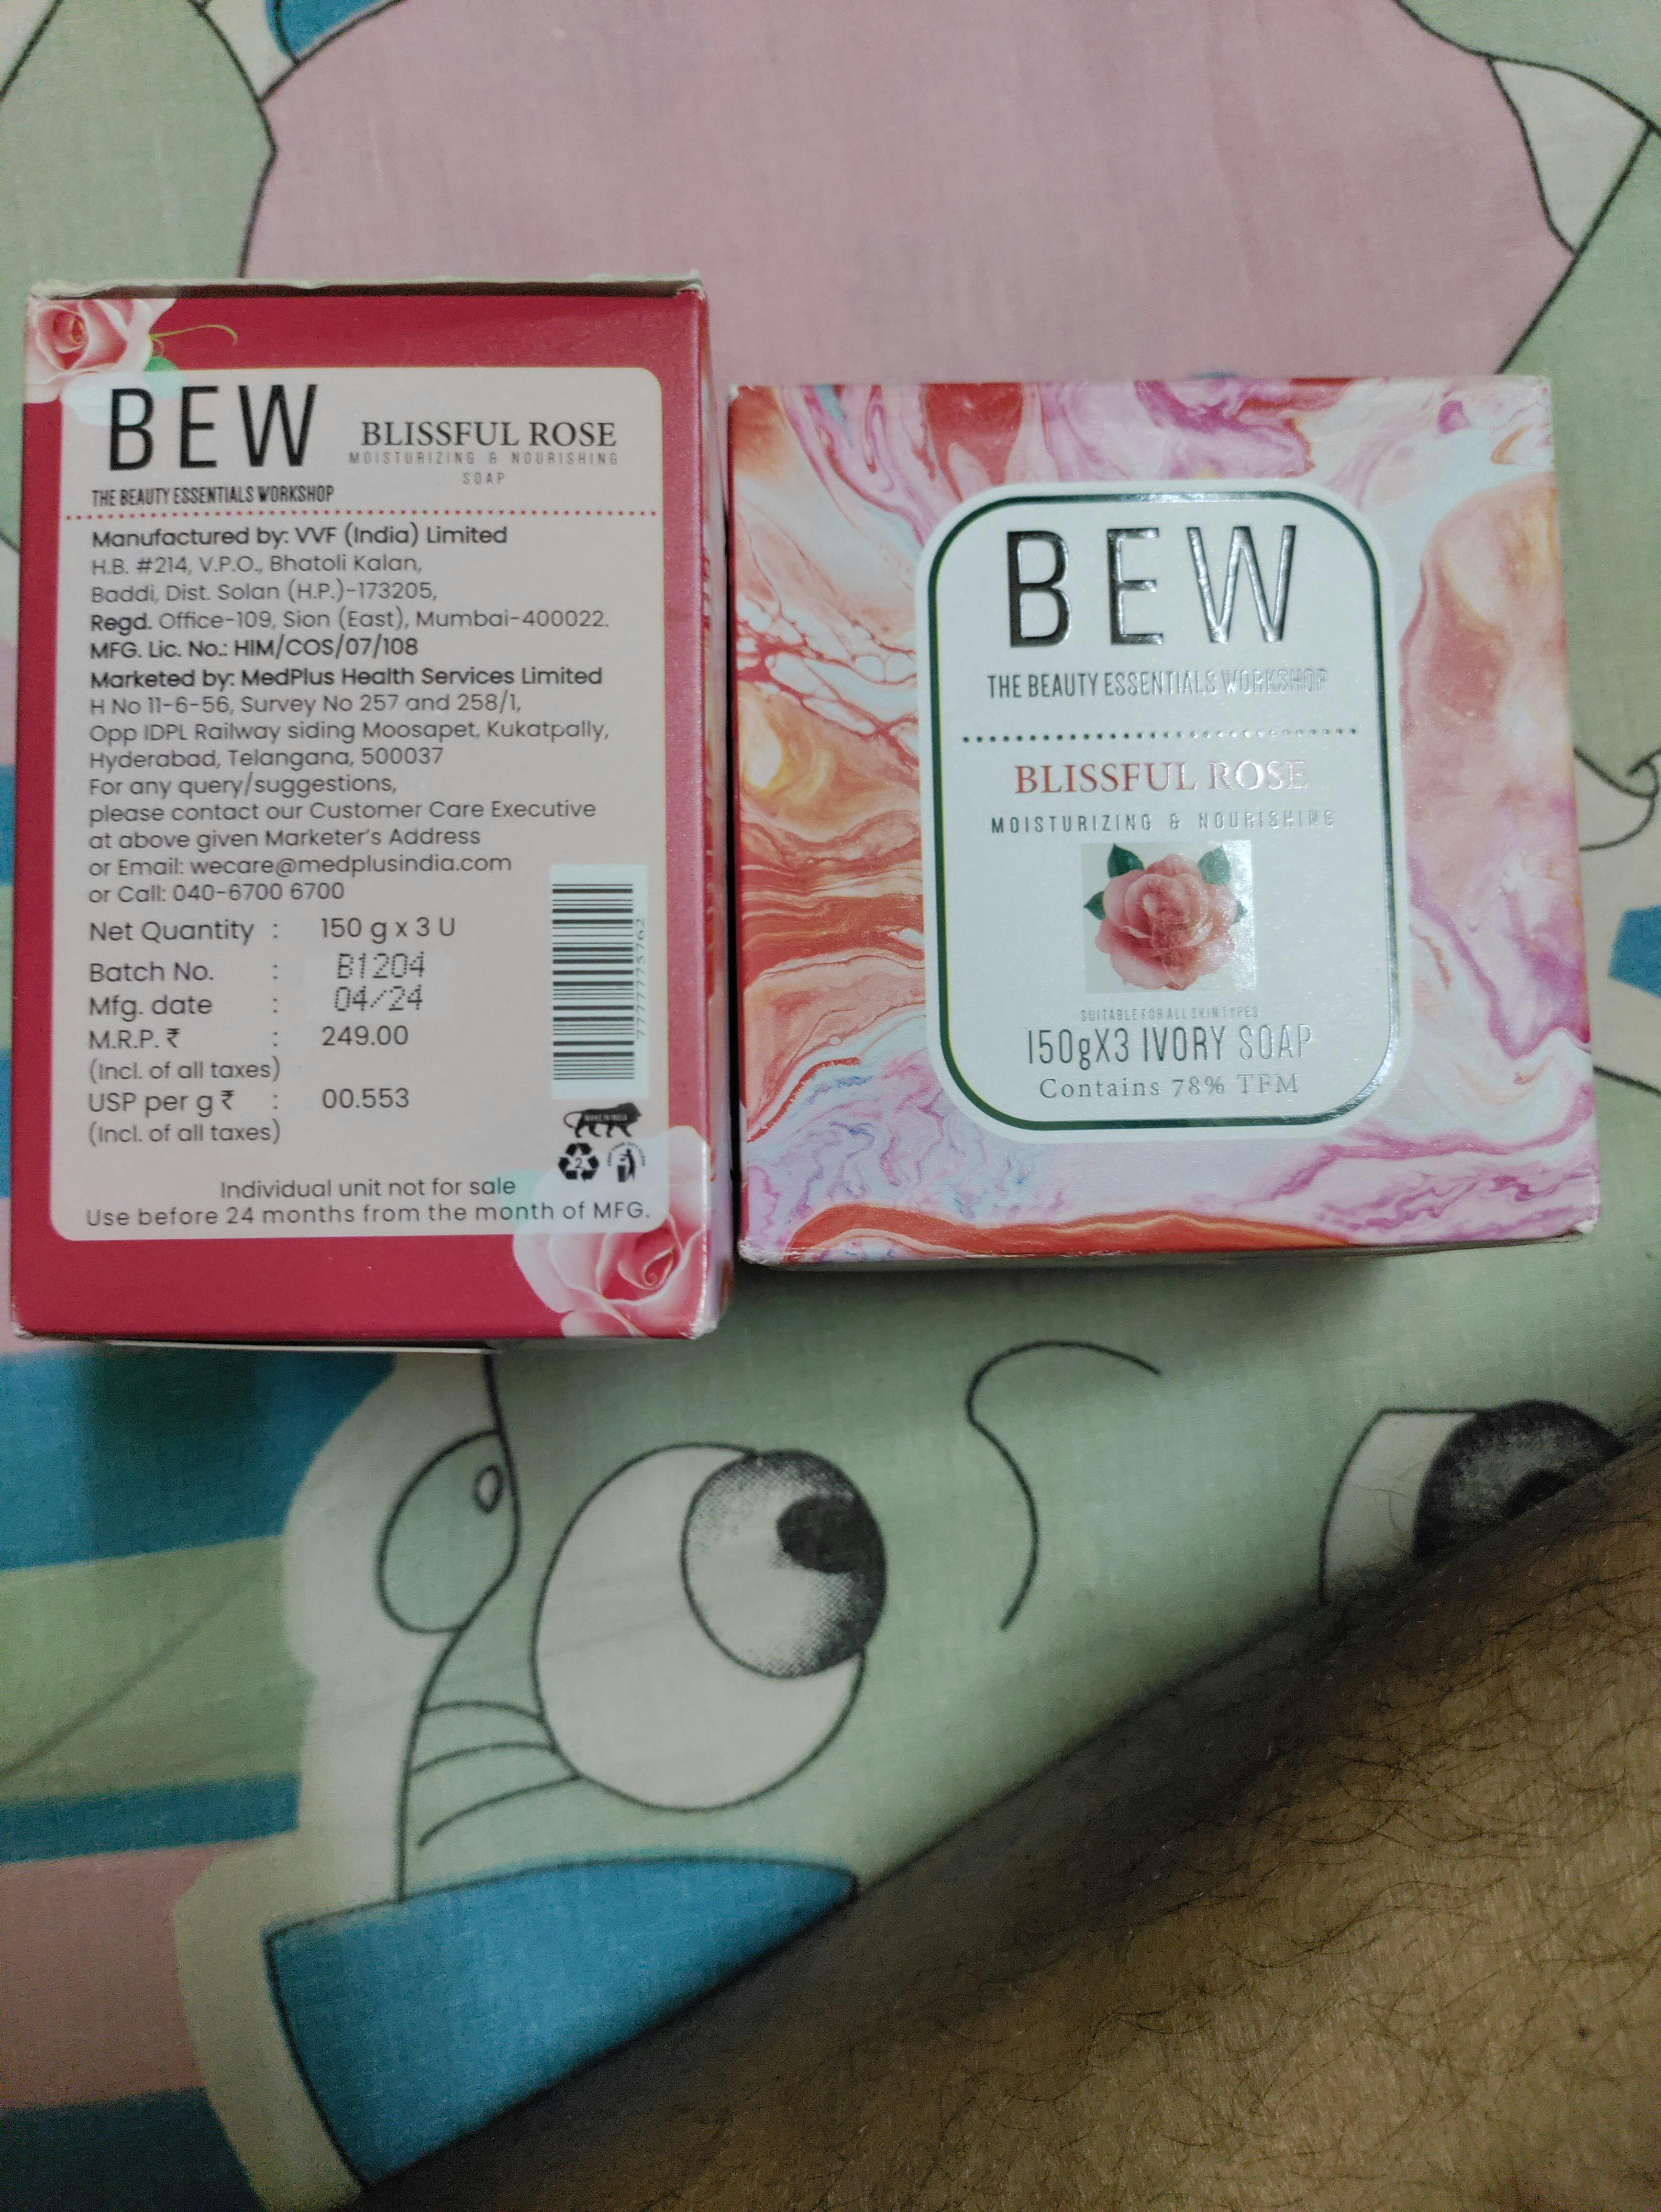 BEW
BLISSFUL ROSE
MOISTURIZING & NOURISHING
SOAP
THE BEAUTY ESSENTIALS WORKSHOP
Manufactured by: VVF (India) Limited
H.B. #214, V.P.O., Bhatoli Kalan,
Baddi, Dist. Solan (H.P.)-173205,
Regd. Office-109, Sion (East), Mumbai-400022.
MFG. Lic. No.: HIM/COS/07/108
Marketed by: MedPlus Health Services Limited
H No 11-6-56, Survey No 257 and 258/1,
Opp IDPL Railway siding Moosapet, Kukatpally,
Hyderabad, Telangana, 500037
For any query/suggestions,
please contact our Customer Care Executive
at above given Marketer's Address
or Email: wecare@medplusindia.com
or Call: 040-6700 6700
Net Quantity : 150 g x 3 U
Batch No. : B1204
Mfg. date : 04/24
M.R.P. ₹ : 249.00
(Incl. of all taxes)
USP per g ₹ : 00.553
(Incl. of all taxes)
MAKE IN INDIA
2
Individual unit not for sale
Use before 24 months from the month of MFG.
BEW
THE BEAUTY ESSENTIALS WORKSHOP
BLISSFUL ROSE
MOISTURIZING & NOURISHING
SUITABLE FOR ALL SKIN TYPES
150gX3 IVORY SOAP
Contains 78% TFM